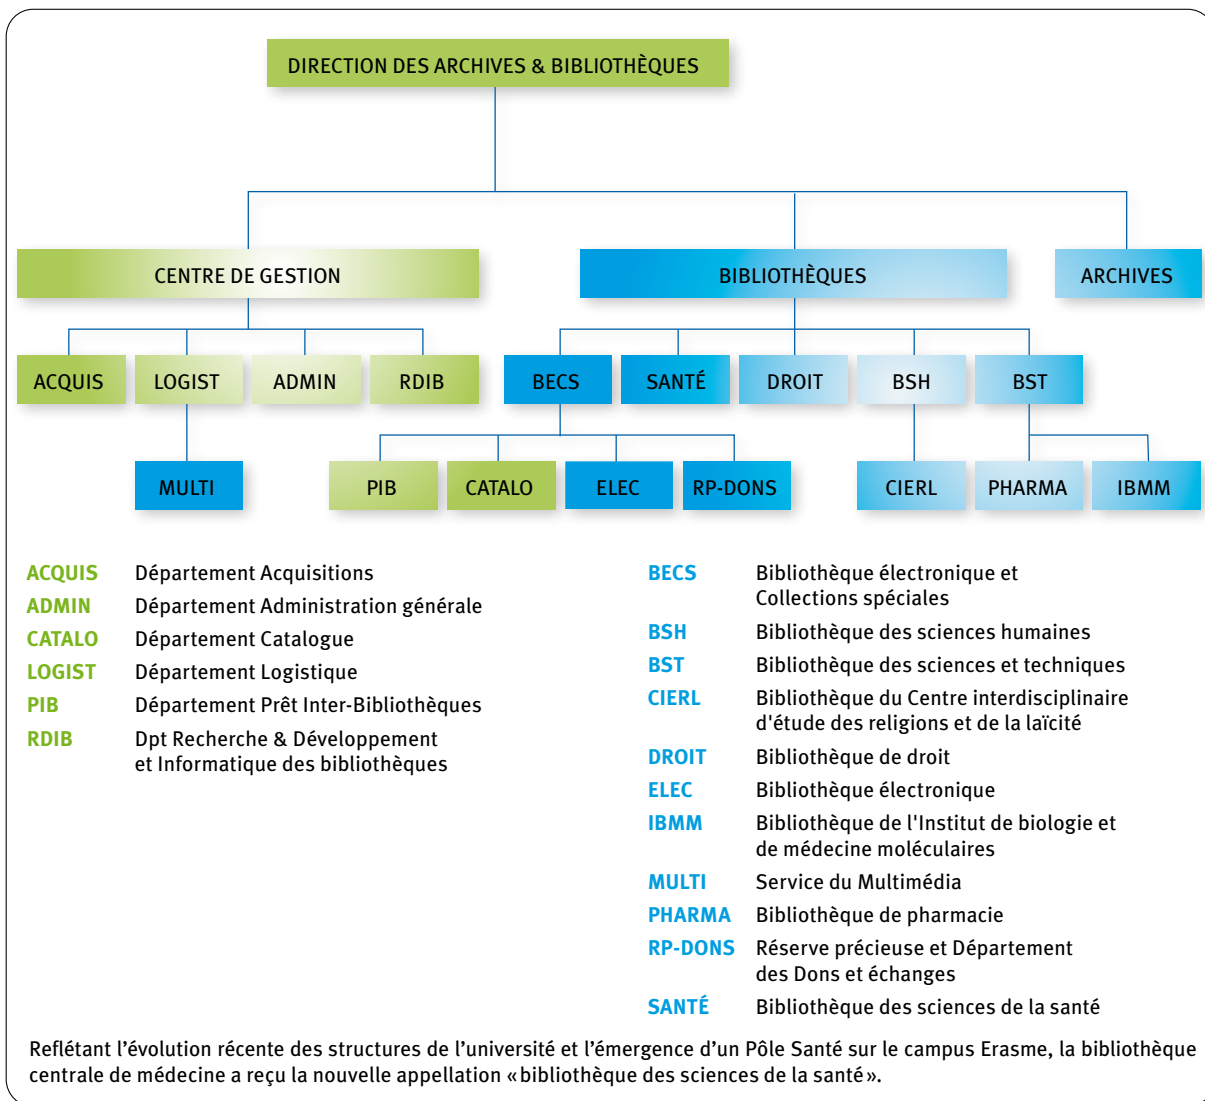 DIRECTION DES ARCHIVES & BIBLIOTHÈQUES
CENTRE DE GESTION
BIBLIOTHÈQUES
ARCHIVES
ACQUIS
LOGIST
ADMIN
RDIB
BECS
SANTÉ
DROIT
BSH
BST
MULTI
PIB
CATALO
ELEC
RP-DONS
CIERL
PHARMA
IBMM
ACQUIS Département Acquisitions
ADMIN Département Administration générale
CATALO Département Catalogue
LOGIST Département Logistique
PIB Département Prêt Inter-Bibliothèques
RDIB Dpt Recherche & Développement
et Informatique des bibliothèques
BECS Bibliothèque électronique et
Collections spéciales
BSH Bibliothèque des sciences humaines
BST Bibliothèque des sciences et techniques
CIERL Bibliothèque du Centre interdisciplinaire
d'étude des religions et de la laïcité
DROIT Bibliothèque de droit
ELEC Bibliothèque électronique
IBMM Bibliothèque de l'Institut de biologie et
de médecine moléculaires
MULTI Service du Multimédia
PHARMA Bibliothèque de pharmacie
RP-DONS Réserve précieuse et Département
des Dons et échanges
SANTÉ Bibliothèque des sciences de la santé
Reflétant l’évolution récente des structures de l’université et l’émergence d’un Pôle Santé sur le campus Erasme, la bibliothèque
centrale de médecine a reçu la nouvelle appellation «bibliothèque des sciences de la santé».